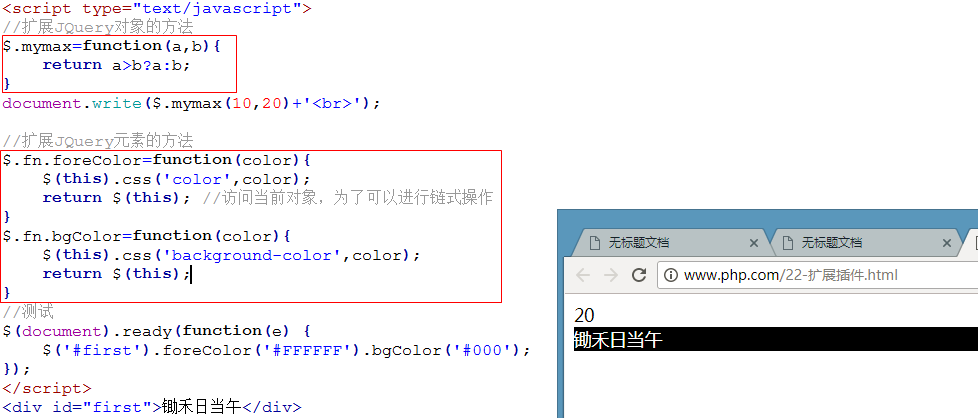 <script type="text/javascript">
//扩展JQuery对象的方法
$.mymax=function(a,b){
    return a>b?a:b;
}
document.write($.mymax(10,20)+'<br>');

//扩展JQuery元素的方法
$.fn.foreColor=function(color){
    $(this).css('color',color);
    return $(this); //访问当前对象，为了可以进行链式操作
}
$.fn.bgColor=function(color){
    $(this).css('background-color',color);
    return $(this);
}
//测试
$(document).ready(function(e) {
    $('#first').foreColor('#FFFFFF').bgColor('#000');
});
</script>
<div id="first">锄禾日当午</div>
无标题文档 无标题文档
www.php.com/22-扩展插件.html
20
锄禾日当午